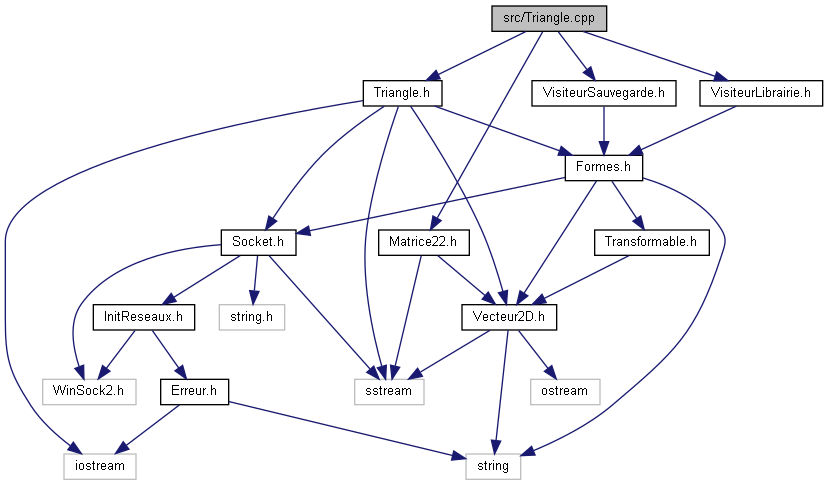 src/Triangle.cpp
Triangle.h
VisiteurSauvegarde.h
VisiteurLibrairie.h
Formes.h
Socket.h
Matrice22.h
Transformable.h
InitReseaux.h
string.h
Vecteur2D.h
WinSock2.h
Erreur.h
sstream
ostream
iostream
string